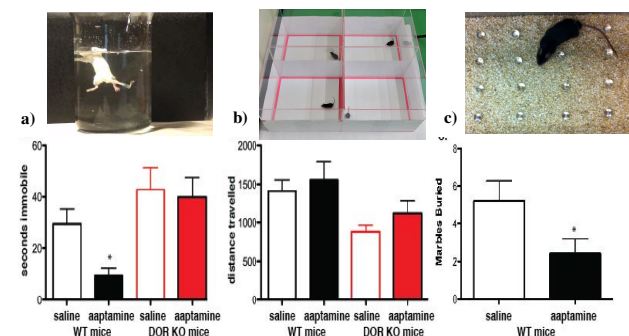 a)
b)
c)
seconds immobile
60
40
20
0
saline
aaptamine
saline
aaptamine
WT mice
DOR KO mice
distance travelled
2000
1500
1000
500
0
saline
aaptamine
saline
aaptamine
WT mice
DOR KO mice
Marbles Buried
6
4
2
0
saline
aaptamine
WT mice
*
*